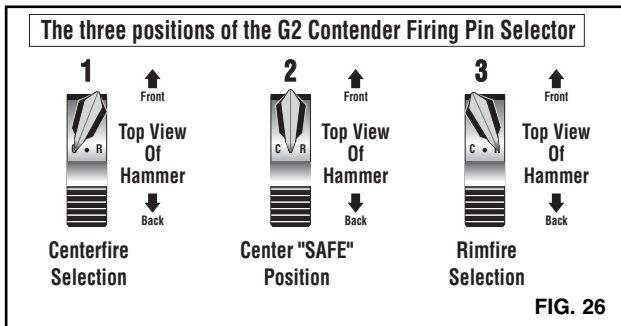 The three positions of the G2 Contender Firing Pin Selector
1
Front
C • R
Top View
Of
Hammer
Back
Centerfire
Selection
2
Front
C R
Top View
Of
Hammer
Back
Center "SAFE"
Position
3
Front
C • R
Top View
Of
Hammer
Back
Rimfire
Selection
FIG. 26